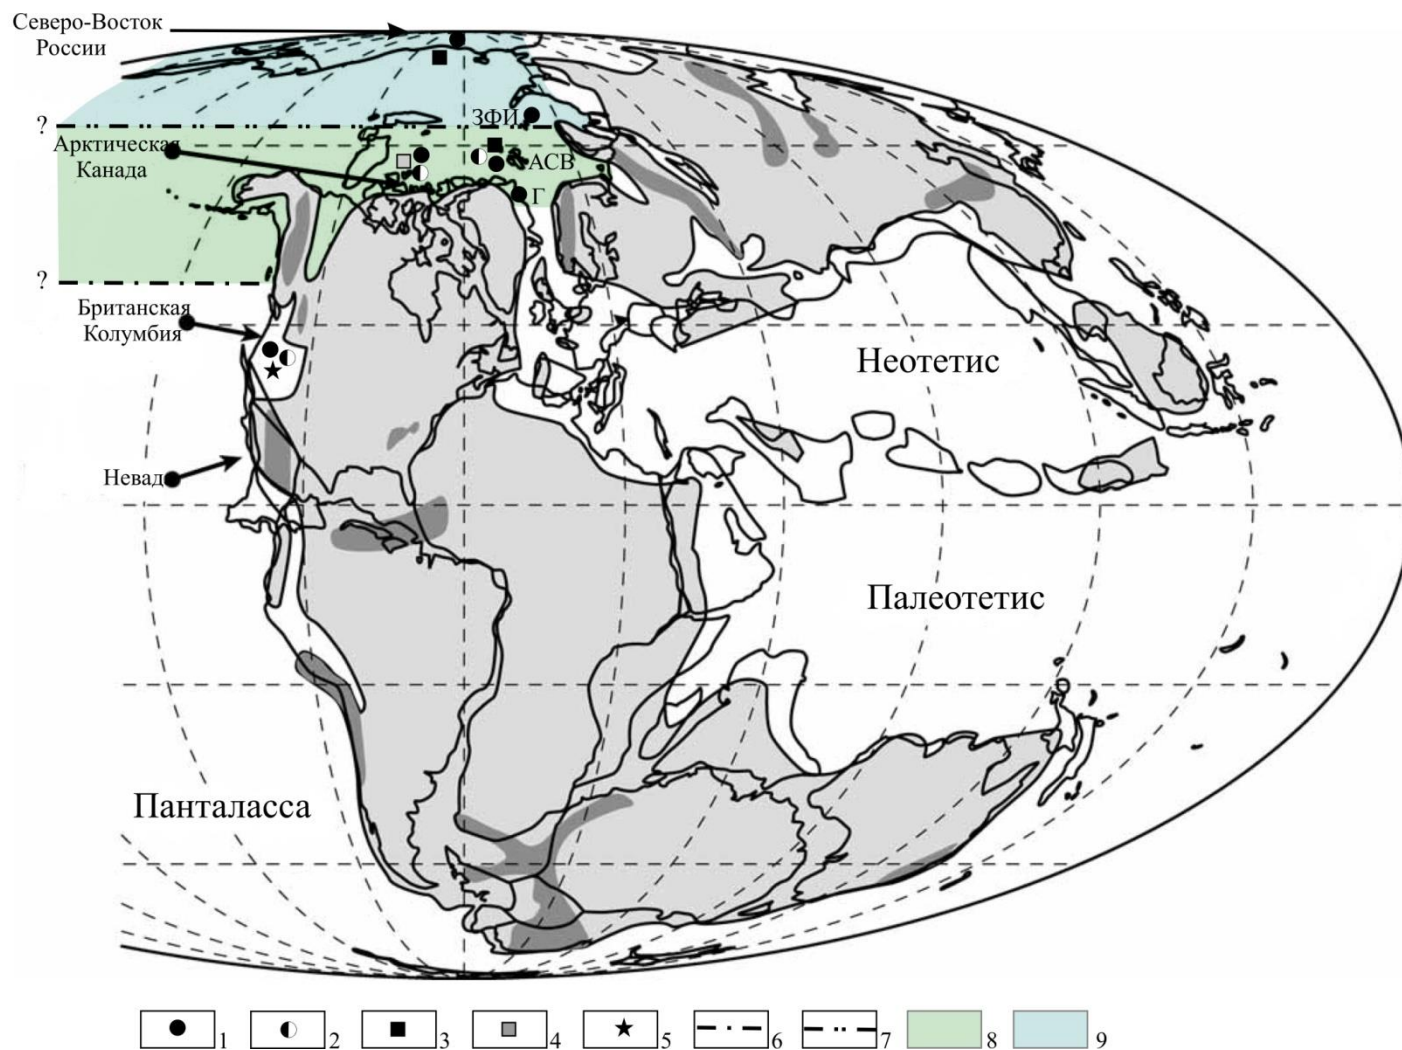 Северо-Восток
России
ЗФИ
?
Арктическая
Канада
АСВ
Г
?
Британская
Колумбия
Неотетис
Невад
Палеотетис
Панталасса
1
2
3
4
5
6
7
8
9